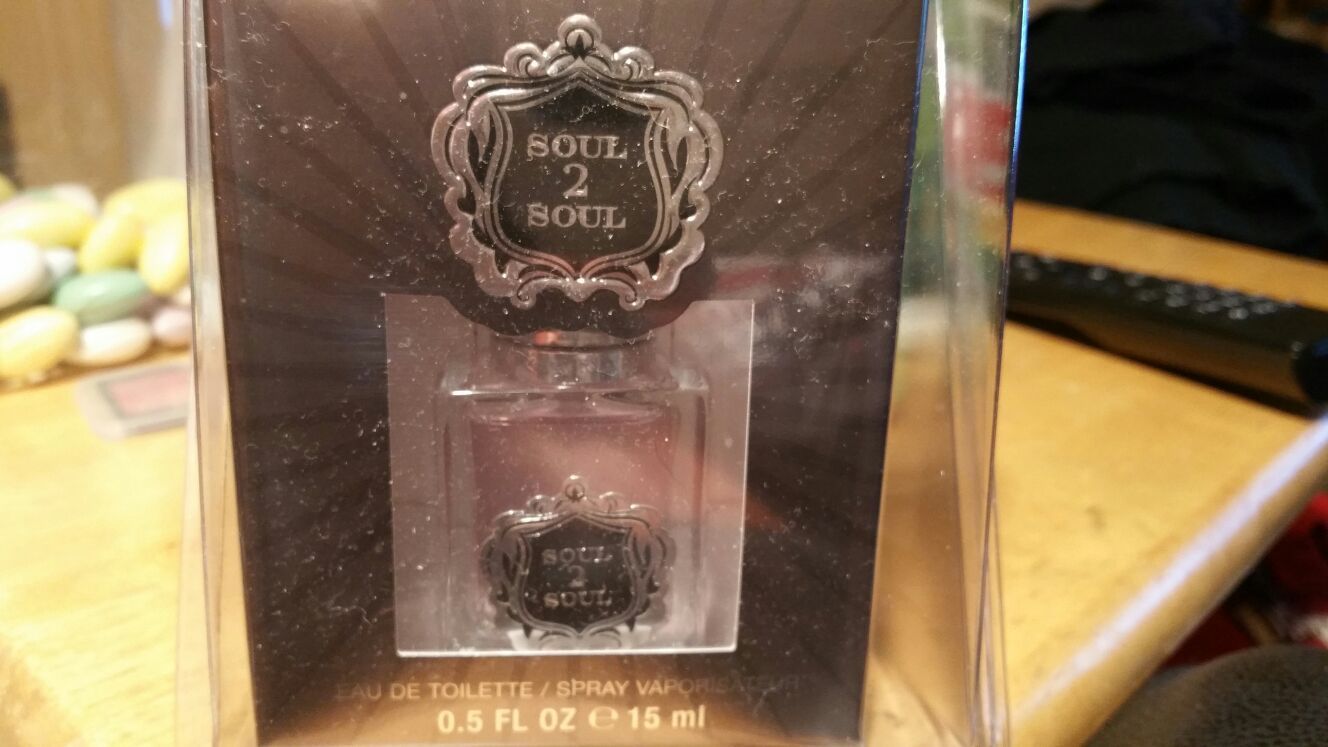 SOUL
2
SOUL
SOUL
2
SOUL
EAU DE TOILETTE / SPRAY VAPORISATEUR
0.5 FL OZ ℮ 15 ml